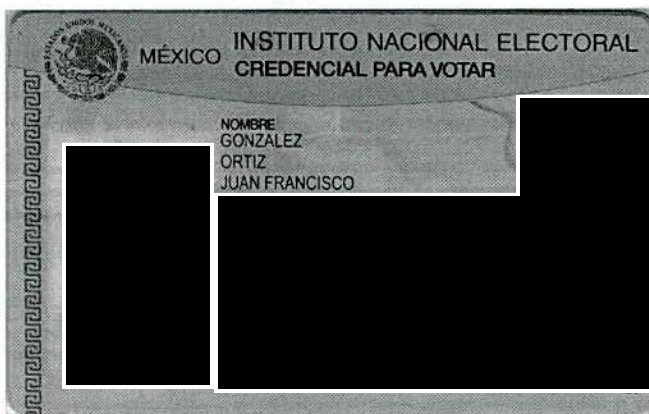 MÉXICO INSTITUTO NACIONAL ELECTORAL
CREDENCIAL PARA VOTAR
NOMBRE
GONZALEZ
ORTIZ
JUAN FRANCISCO